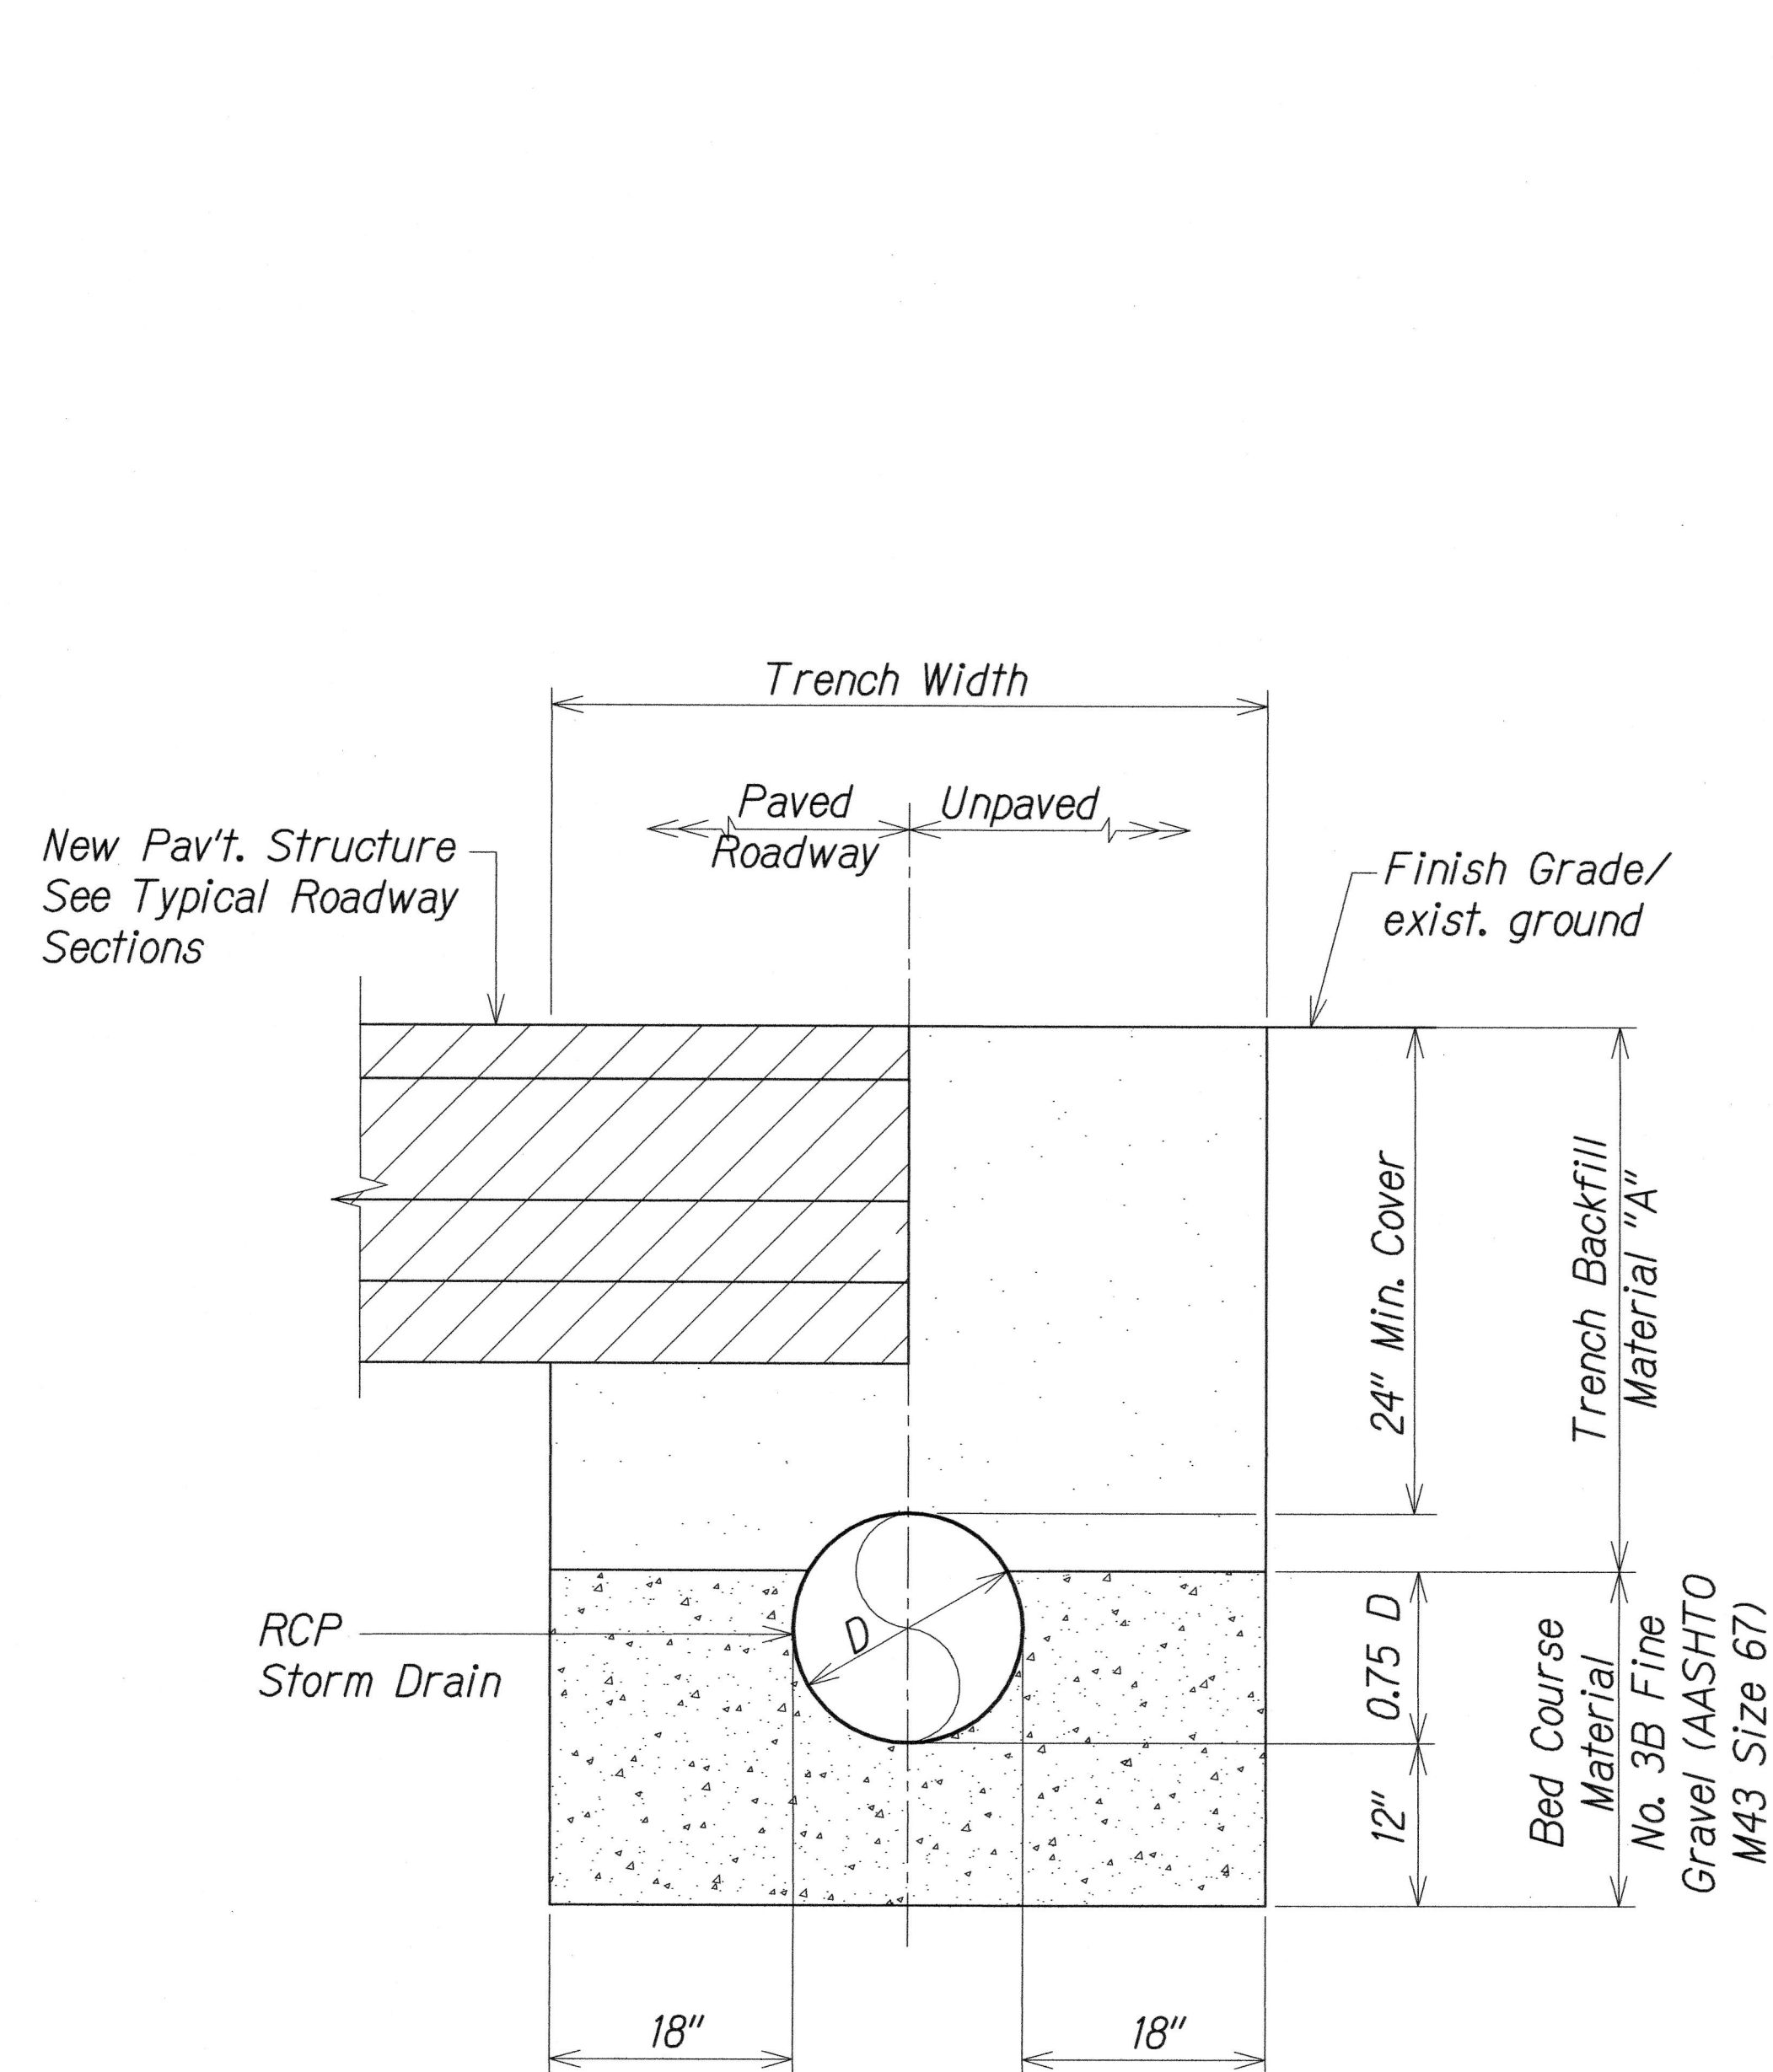 Trench Width
Paved
Roadway
Unpaved
New Pav't. Structure
See Typical Roadway
Sections
Finish Grade/
exist. ground
24" Min. Cover
Trench Backfill
Material "A"
RCP
Storm Drain
D
0.75 D
12"
Bed Course
Material
No. 3B Fine
Gravel (AASHTO
M43 Size 67)
18"
18"